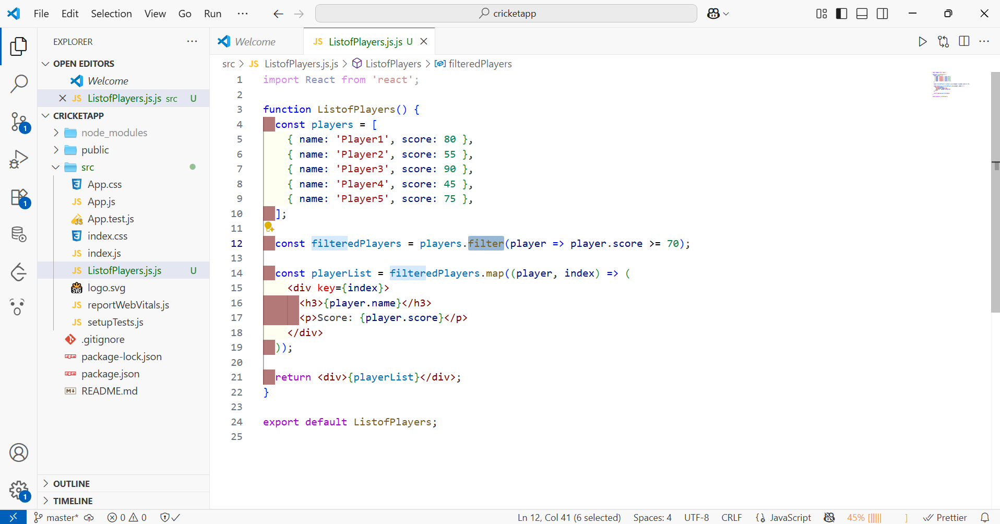 File Edit Selection View Go Run ··· cricketapp
EXPLORER
OPEN EDITORS
Welcome
ListofPlayers.js.js src U
CRICKETAPP
node_modules
public
src
App.css
App.js
App.test.js
index.css
index.js
ListofPlayers.js.js U
logo.svg
reportWebVitals.js
setupTests.js
.gitignore
package-lock.json
package.json
README.md
OUTLINE
TIMELINE
1
1
1
Welcome JS ListofPlayers.js.js U
src > JS ListofPlayers.js.js > ListofPlayers > filteredPlayers
1 import React from 'react';
2
3 function ListofPlayers() {
4 const players = [
5 { name: 'Player1', score: 80 },
6 { name: 'Player2', score: 55 },
7 { name: 'Player3', score: 90 },
8 { name: 'Player4', score: 45 },
9 { name: 'Player5', score: 75 },
10 ];
11
12 const filteredPlayers = players.filter(player => player.score >= 70);
13
14 const playerList = filteredPlayers.map((player, index) => (
15 <div key={index}>
16 <h3>{player.name}</h3>
17 <p>Score: {player.score}</p>
18 </div>
19 ));
20
21 return <div>{playerList}</div>;
22 }
23
24 export default ListofPlayers;
25
master* 0 0 Ln 12, Col 41 (6 selected) Spaces: 4 UTF-8 CRLF JavaScript 45% [||||| ] Prettier